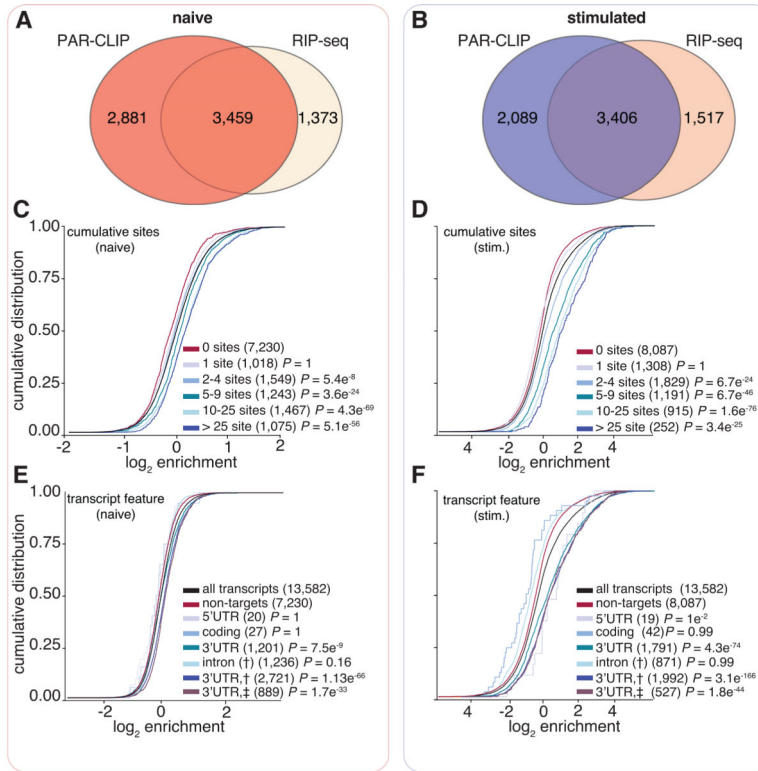 A
naive
PAR-CLIP
RIP-seq
2,881
3,459
1,373
B
stimulated
PAR-CLIP
RIP-seq
2,089
3,406
1,517
C
cumulative sites
(naive)
cumulative distribution
1.00
0.75
0.50
0.25
0.00
0 sites (7,230)
1 site (1,018) P = 1
2-4 sites (1,549) P = 5.4e-8
5-9 sites (1,243) P = 3.6e-24
10-25 sites (1,467) P = 4.3e-69
> 25 site (1,075) P = 5.1e-56
-2 -1 0 1 2
log2 enrichment
D
cumulative sites
(stim.)
0 sites (8,087)
1 site (1,308) P = 1
2-4 sites (1,829) P = 6.7e-24
5-9 sites (1,191) P = 6.7e-46
10-25 sites (915) P = 1.6e-76
> 25 site (252) P = 3.4e-25
-6 4 -2 0 2 4 6
log2 enrichment
E
transcript feature
(naive)
cumulative distribution
1.00
0.75
0.50
0.25
0.00
all transcripts (13,582)
non-targets (7,230)
5'UTR (20) P = 1
coding (27) P = 1
3'UTR (1,201) P = 7.5e-9
intron (†) (1,236) P = 0.16
3'UTR,† (2,721) P = 1.13e-66
3'UTR,‡ (889) P = 1.7e-33
-2 0 2
log2 enrichment
F
transcript feature
(stim.)
all transcripts (13,582)
non-targets (8,087)
5'UTR (19) P = 1e-2
coding (42)P = 0.99
3'UTR (1,791) P = 4.3e-74
intron (†) (871) P = 0.99
3'UTR,† (1,992) P = 3.1e-166
3'UTR,‡ (527) P = 1.8e-44
6 4 -2 0 2 4 6
log2 enrichment